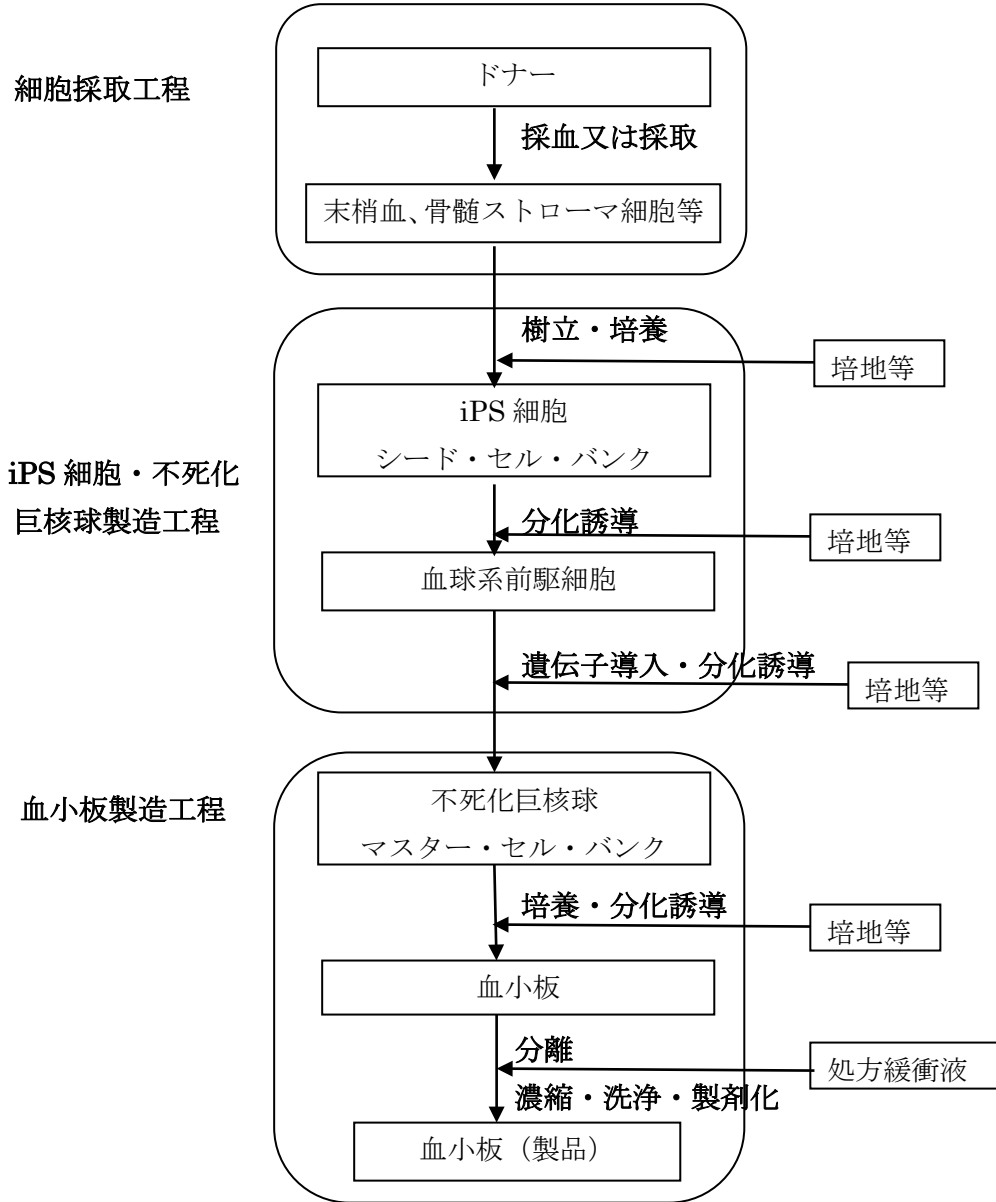 細胞採取工程
ドナー
採血又は採取
末梢血、骨髄ストローマ細胞等
樹立・培養
培地等
iPS 細胞
シード・セル・バンク
iPS 細胞・不死化
巨核球製造工程
分化誘導
培地等
血球系前駆細胞
遺伝子導入・分化誘導
培地等
血小板製造工程
不死化巨核球
マスター・セル・バンク
培養・分化誘導
培地等
血小板
分離
処方緩衝液
濃縮・洗浄・製剤化
血小板（製品）